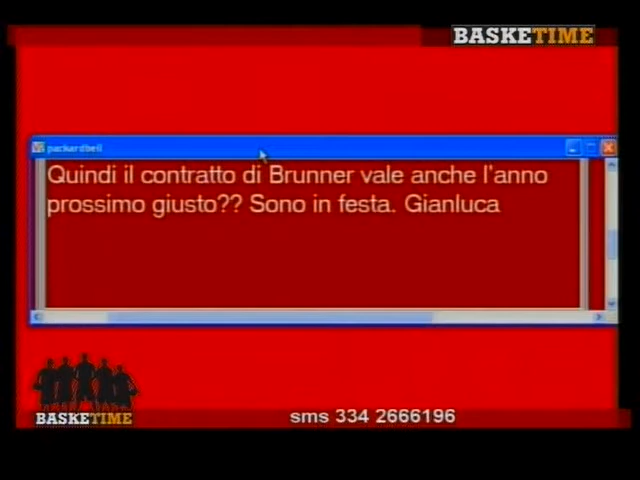 BASKETIME
packardbell
Quindi il contratto di Brunner vale anche l'anno
prossimo giusto?? Sono in festa. Gianluca
BASKETIME
sms 334 2666196